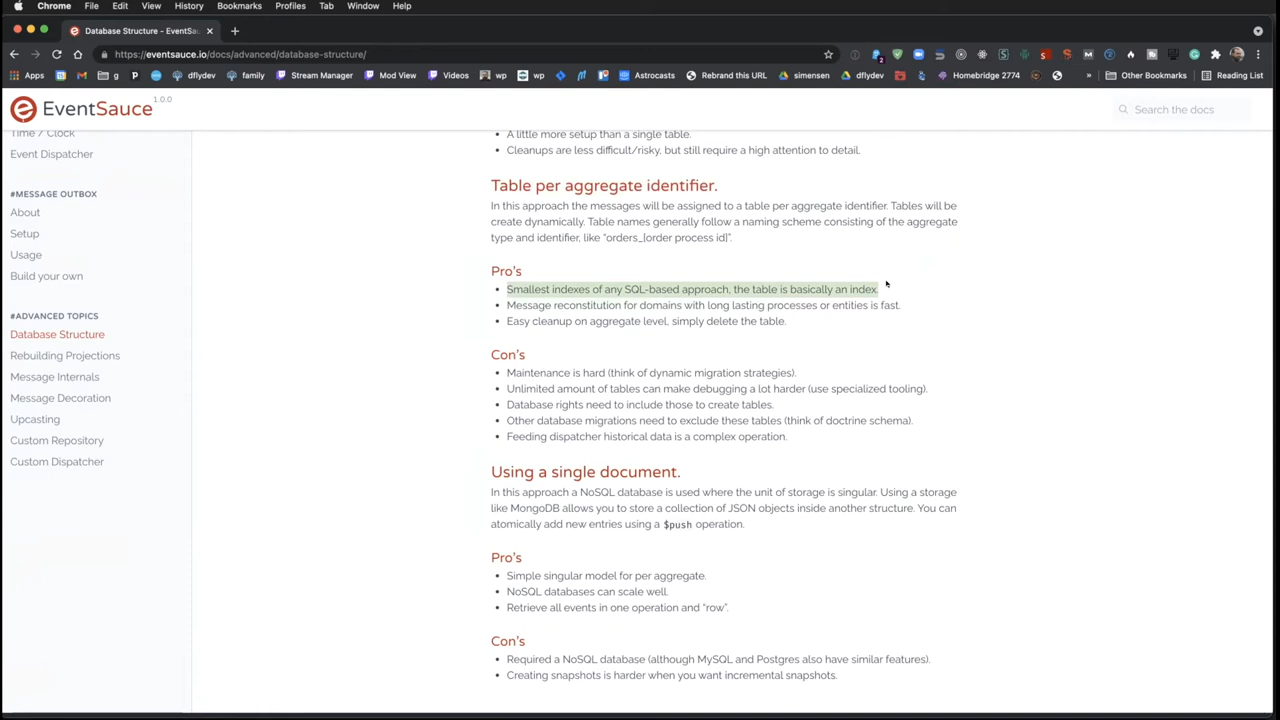 Chrome File Edit View History Bookmarks Profiles Tab Window Help
Database Structure - EventSau
https://eventsauce.io/docs/advanced/database-structure/
Apps g dflydev family Stream Manager Mod View Videos wp wp Astrocasts Rebrand this URL simensen dflydev Homebridge 2774 » Other Bookmarks Reading List
EventSauce 1.0.0
Search the docs
Time / Clock
Event Dispatcher
#MESSAGE OUTBOX
About
Setup
Usage
Build your own
#ADVANCED TOPICS
Database Structure
Rebuilding Projections
Message Internals
Message Decoration
Upcasting
Custom Repository
Custom Dispatcher
A little more setup than a single table.
Cleanups are less difficult/risky, but still require a high attention to detail.
Table per aggregate identifier.
In this approach the messages will be assigned to a table per aggregate identifier. Tables will be
create dynamically. Table names generally follow a naming scheme consisting of the aggregate
type and identifier, like “orders_[order process id]”.
Pro's
Smallest indexes of any SQL-based approach, the table is basically an index.
Message reconstitution for domains with long lasting processes or entities is fast.
Easy cleanup on aggregate level, simply delete the table.
Con's
Maintenance is hard (think of dynamic migration strategies).
Unlimited amount of tables can make debugging a lot harder (use specialized tooling).
Database rights need to include those to create tables.
Other database migrations need to exclude these tables (think of doctrine schema).
Feeding dispatcher historical data is a complex operation.
Using a single document.
In this approach a NoSQL database is used where the unit of storage is singular. Using a storage
like MongoDB allows you to store a collection of JSON objects inside another structure. You can
atomically add new entries using a $push operation.
Pro's
Simple singular model for per aggregate.
NoSQL databases can scale well.
Retrieve all events in one operation and “row”.
Con's
Required a NoSQL database (although MySQL and Postgres also have similar features).
Creating snapshots is harder when you want incremental snapshots.